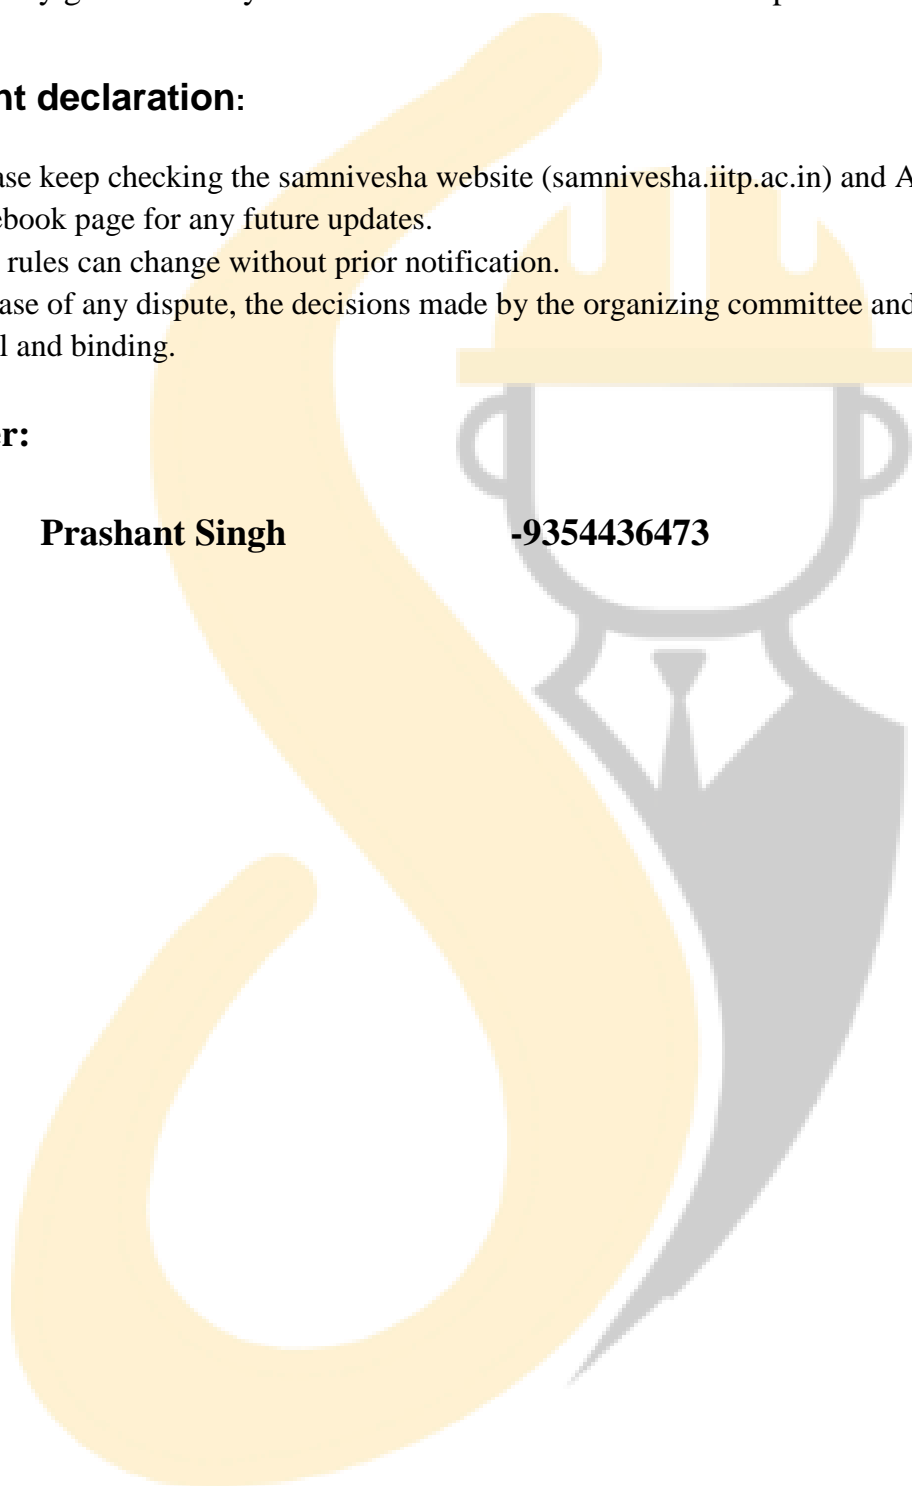 nt declaration:
ase keep checking the samnivesha website (samnivesha.iitp.ac.in) and A
ebook page for any future updates.
rules can change without prior notification.
ase of any dispute, the decisions made by the organizing committee and
l and binding.
er:
Prashant Singh -9354436473